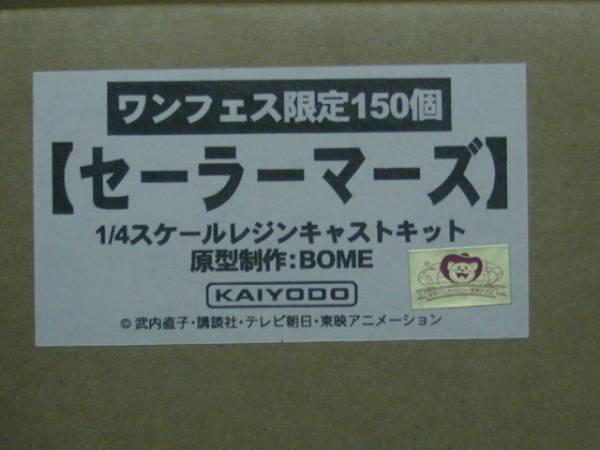 ワンフェス限定150個
【セーラーマーズ】
1/4スケールレジンキャストキット
原型制作:BOME
KAIYODO
©武内直子・講談社・テレビ朝日・東映アニメーション